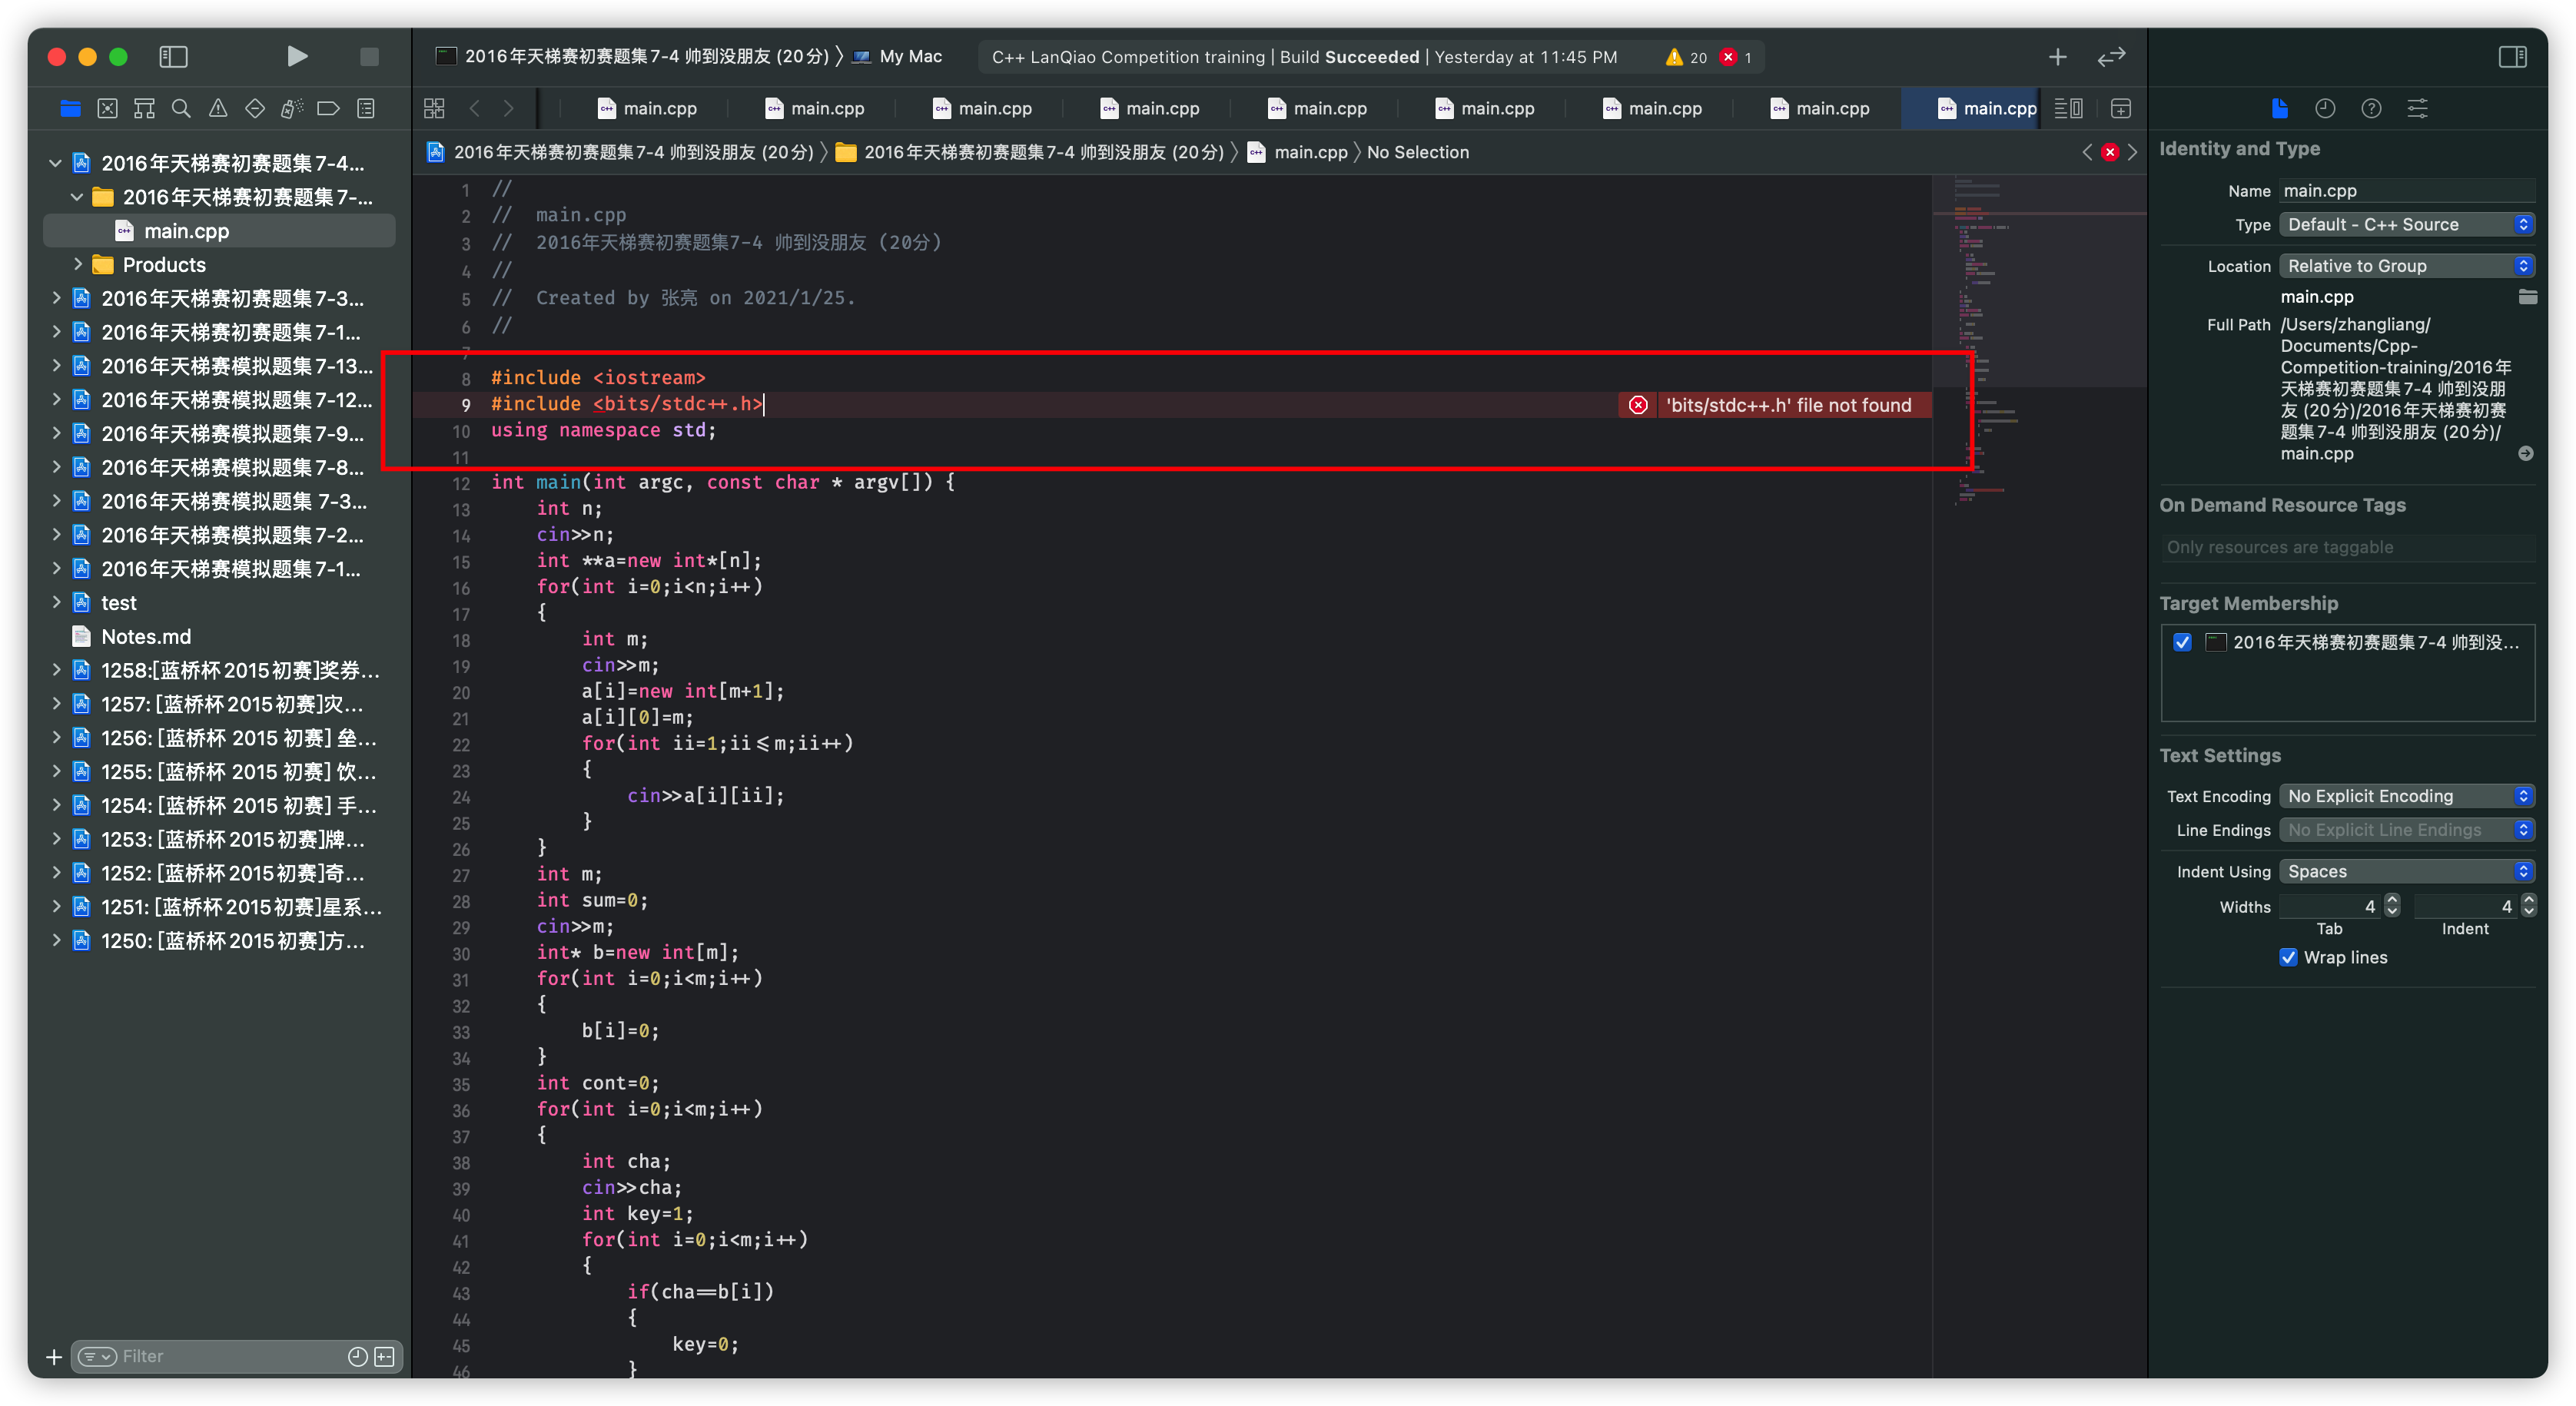 2016年天梯赛初赛题集7-4 帅到没朋友 (20分) 〉 My Mac
C++ LanQiao Competition training | Build Succeeded | Yesterday at 11:45 PM
20
1
main.cpp
main.cpp
main.cpp
main.cpp
main.cpp
main.cpp
main.cpp
main.cpp
main.cpp
2016年天梯赛初赛题集7-4 帅到没朋友 (20分) 〉 2016年天梯赛初赛题集7-4 帅到没朋友 (20分) 〉 main.cpp 〉 No Selection
2016年天梯赛初赛题集7-4...
2016年天梯赛初赛题集7-...
main.cpp
Products
2016年天梯赛初赛题集7-3...
2016年天梯赛初赛题集7-1...
2016年天梯赛模拟题集7-13...
2016年天梯赛模拟题集7-12...
2016年天梯赛模拟题集7-9...
2016年天梯赛模拟题集7-8...
2016年天梯赛模拟题集 7-3...
2016年天梯赛模拟题集7-2...
2016年天梯赛模拟题集7-1...
test
Notes.md
1258:[蓝桥杯2015初赛]奖券...
1257: [蓝桥杯2015初赛]灾...
1256: [蓝桥杯 2015 初赛] 垒...
1255: [蓝桥杯 2015 初赛] 饮...
1254: [蓝桥杯 2015 初赛] 手...
1253: [蓝桥杯2015初赛]牌...
1252: [蓝桥杯2015初赛]奇...
1251: [蓝桥杯2015初赛]星系...
1250: [蓝桥杯2015初赛]方...
Filter
1 //
2 //  main.cpp
3 //  2016年天梯赛初赛题集7-4 帅到没朋友 (20分)
4 //
5 //  Created by 张亮 on 2021/1/25.
6 //
7
8 #include <iostream>
9 #include <bits/stdc++.h>
'bits/stdc++.h' file not found
10 using namespace std;
11
12 int main(int argc, const char * argv[]) {
13     int n;
14     cin>>n;
15     int **a=new int*[n];
16     for(int i=0;i<n;i++)
17     {
18         int m;
19         cin>>m;
20         a[i]=new int[m+1];
21         a[i][0]=m;
22         for(int ii=1;ii<=m;ii++)
23         {
24             cin>>a[i][ii];
25         }
26     }
27     int m;
28     int sum=0;
29     cin>>m;
30     int* b=new int[m];
31     for(int i=0;i<m;i++)
32     {
33         b[i]=0;
34     }
35     int cont=0;
36     for(int i=0;i<m;i++)
37     {
38         int cha;
39         cin>>cha;
40         int key=1;
41         for(int i=0;i<m;i++)
42         {
43             if(cha==b[i])
44             {
45                 key=0;
46             }
Identity and Type
Name main.cpp
Type Default - C++ Source
Location Relative to Group
main.cpp
Full Path /Users/zhangliang/
Documents/Cpp-
Competition-training/2016年
天梯赛初赛题集7-4 帅到没朋
友 (20分)/2016年天梯赛初赛
题集7-4 帅到没朋友 (20分)/
main.cpp
On Demand Resource Tags
Only resources are taggable
Target Membership
2016年天梯赛初赛题集7-4 帅到没...
Text Settings
Text Encoding No Explicit Encoding
Line Endings No Explicit Line Endings
Indent Using Spaces
Widths 4 4
Tab Indent
Wrap lines